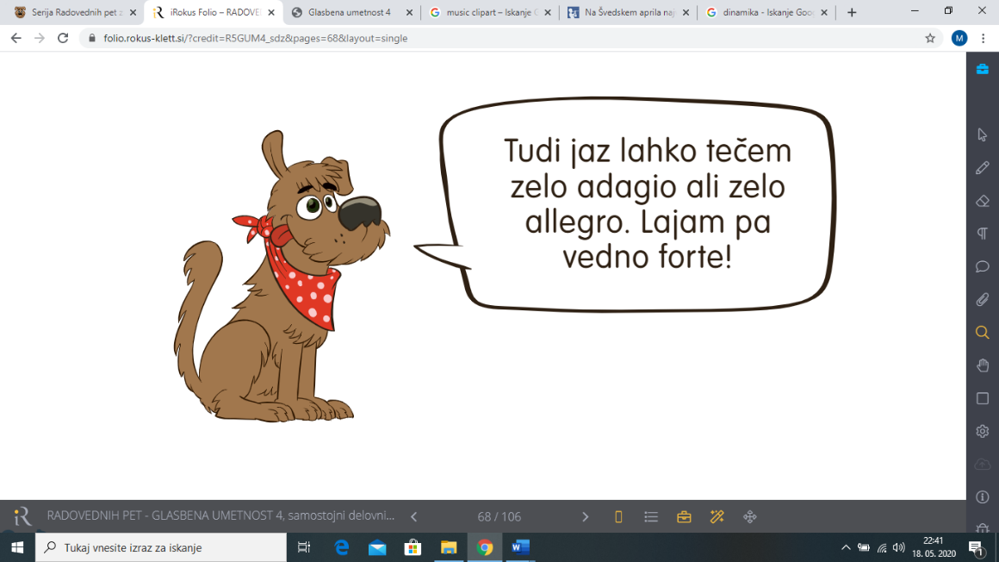 Serija Radovednih pet z
iRokus Folio – RADOVE
Glasbena umetnost 4
music clipart – Iskanje G
Na Švedskem aprila naj
dinamika - Iskanje Goo
folio.rokus-klett.si/?credit=R5GUM4_sdz&pages=68&layout=single
M
Tudi jaz lahko tečem
zelo adagio ali zelo
allegro. Lajam pa
vedno forte!
iR
RADOVEDNIH PET - GLASBENA UMETNOST 4, samostojni delovni...
68 / 106
Tukaj vnesite izraz za iskanje
22:41
18. 05. 2020
1